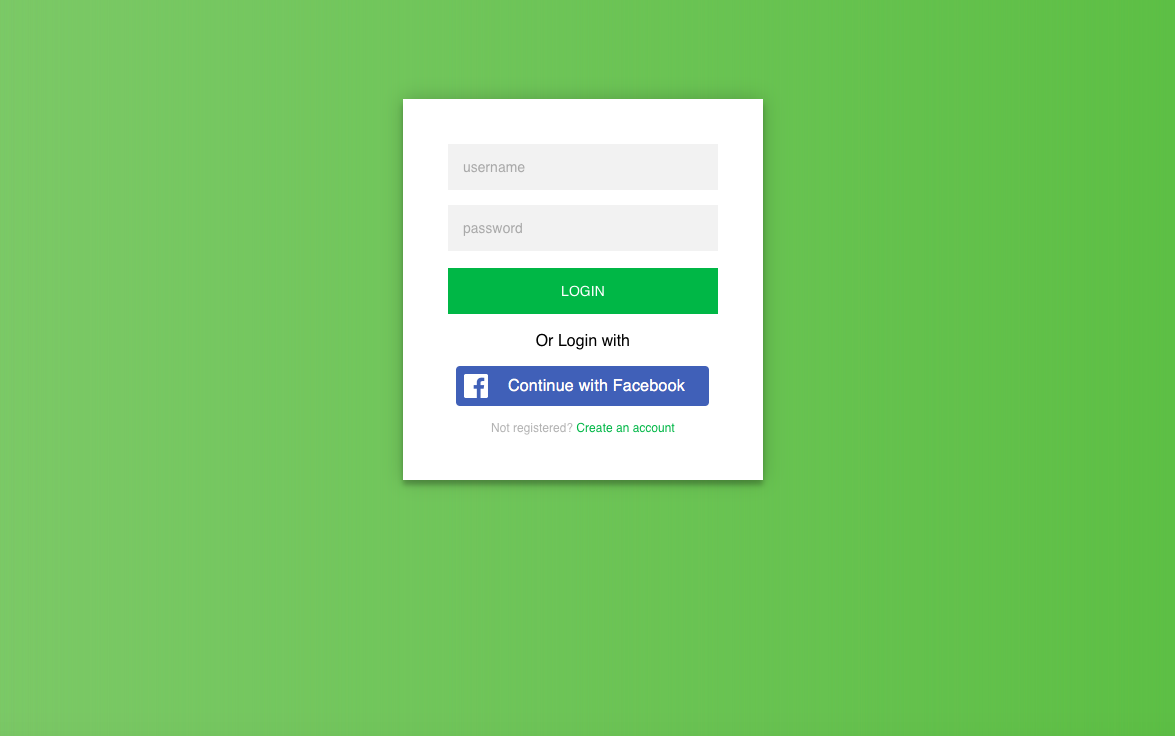 username
password
LOGIN
Or Login with
Continue with Facebook
Not registered? Create an account